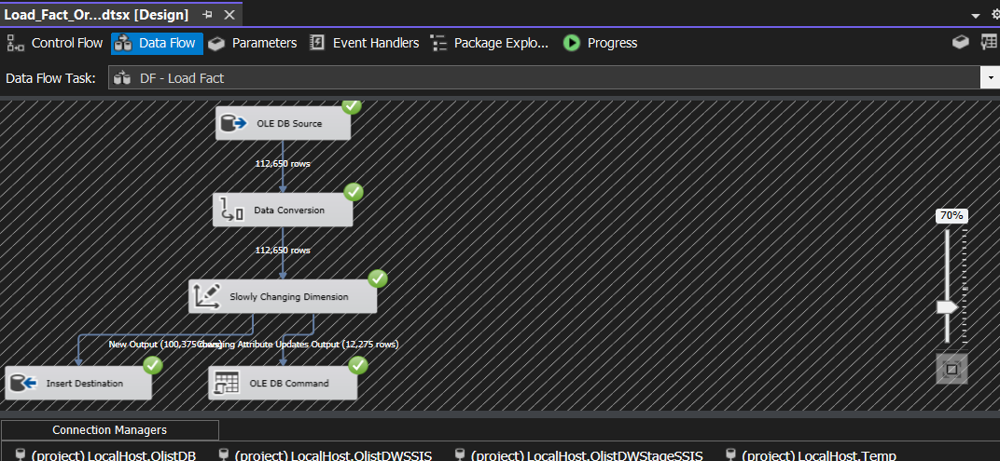 Load_Fact_Or...dtsx [Design]
Control Flow
Data Flow
Parameters
Event Handlers
Package Explo...
Progress
Data Flow Task:
DF - Load Fact
OLE DB Source
112,650 rows
Data Conversion
112,650 rows
70%
Slowly Changing Dimension
New Output (100,375 rows)
Changing Attribute Updates Output (12,275 rows)
Insert Destination
OLE DB Command
Connection Managers
(project) LocalHost.OlistDB
(project) LocalHost.OlistDWSSIS
(project) LocalHost.OlistDWStageSSIS
(project) LocalHost.Temp